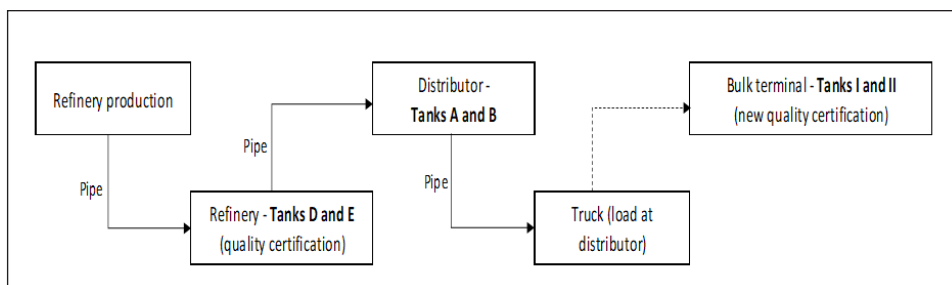 Refinery production
Pipe
Refinery - Tanks D and E
(quality certification)
Pipe
Distributor -
Tanks A and B
Pipe
Truck (load at
distributor)
Bulk terminal - Tanks I and II
(new quality certification)